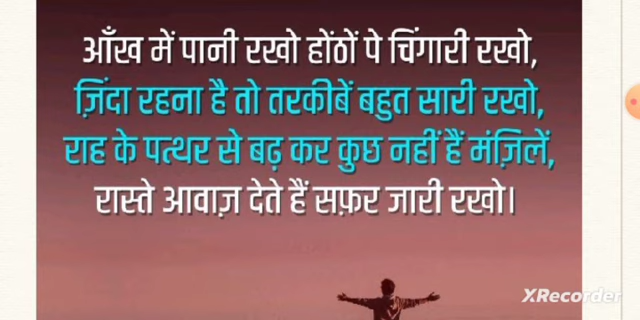 आँख में पानी रखो होंठों पे चिंगारी रखो,
ज़िंदा रहना है तो तरकीबें बहुत सारी रखो,
राह के पत्थर से बढ़ कर कुछ नहीं हैं मंज़िलें,
रास्ते आवाज़ देते हैं सफ़र जारी रखो।
XRecorder